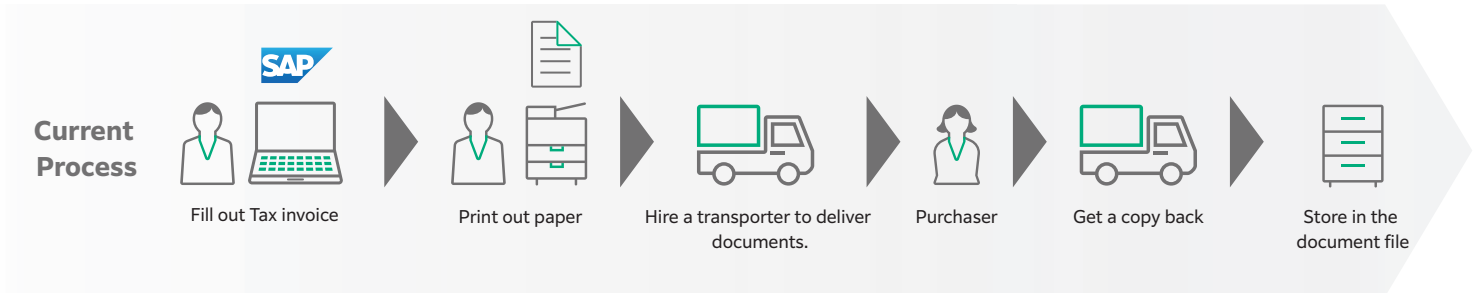 Current
Process
SAP
Fill out Tax invoice
Print out paper
Hire a transporter to deliver
documents.
Purchaser
Get a copy back
Store in the
document file